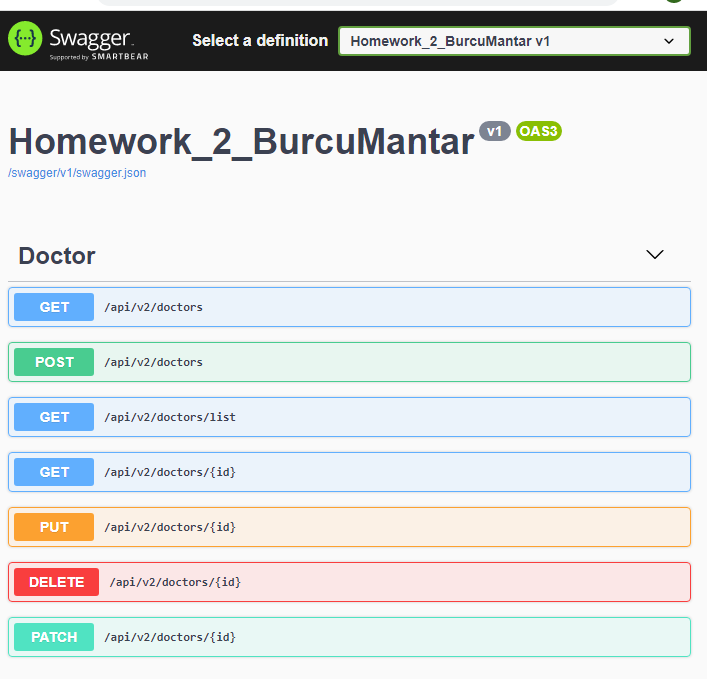 Swagger
Supported by SMARTBEAR
Select a definition
Homework_2_BurcuMantar v1
Homework_2_BurcuMantar v1 OAS3
/swagger/v1/swagger.json
Doctor
GET /api/v2/doctors
POST /api/v2/doctors
GET /api/v2/doctors/list
GET /api/v2/doctors/{id}
PUT /api/v2/doctors/{id}
DELETE /api/v2/doctors/{id}
PATCH /api/v2/doctors/{id}